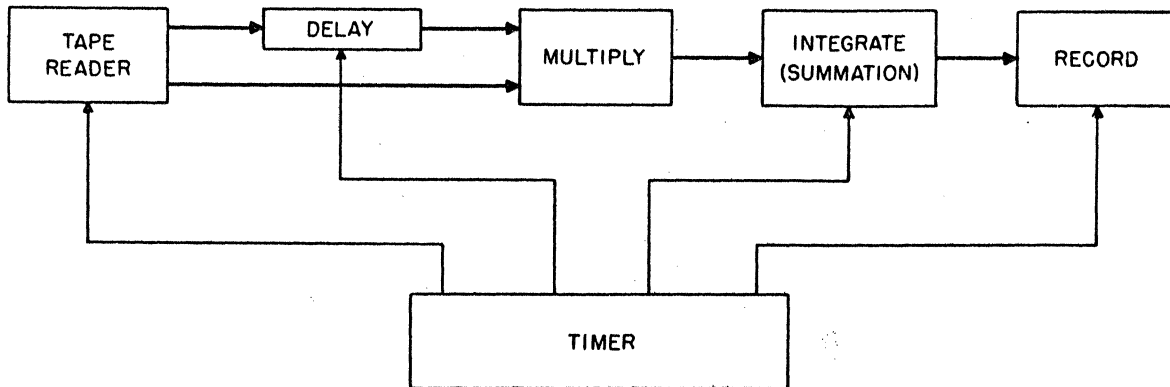 TAPE
READER
DELAY
MULTIPLY
INTEGRATE
(SUMMATION)
RECORD
TIMER